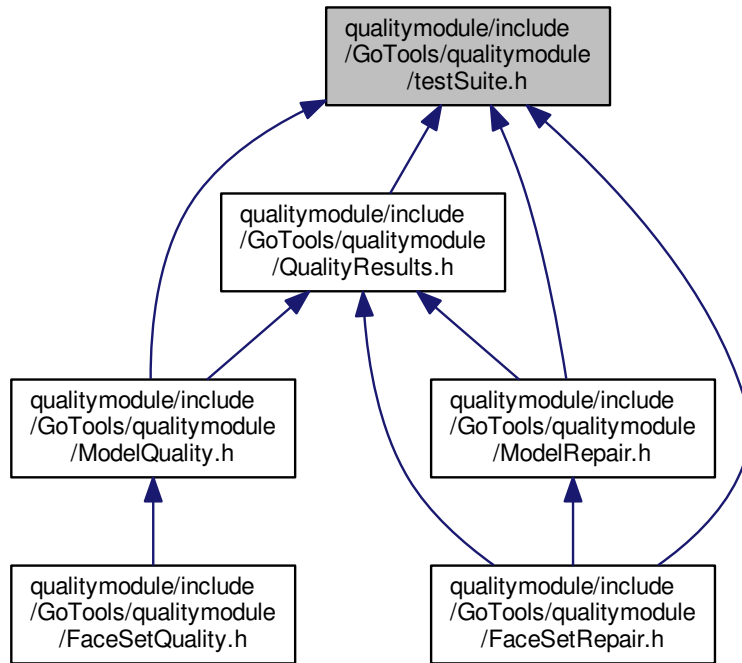 qualitymodule/include
/GoTools/qualitymodule
/testSuite.h
qualitymodule/include
/GoTools/qualitymodule
/QualityResults.h
qualitymodule/include
/GoTools/qualitymodule
/ModelQuality.h
qualitymodule/include
/GoTools/qualitymodule
/ModelRepair.h
qualitymodule/include
/GoTools/qualitymodule
/FaceSetQuality.h
qualitymodule/include
/GoTools/qualitymodule
/FaceSetRepair.h